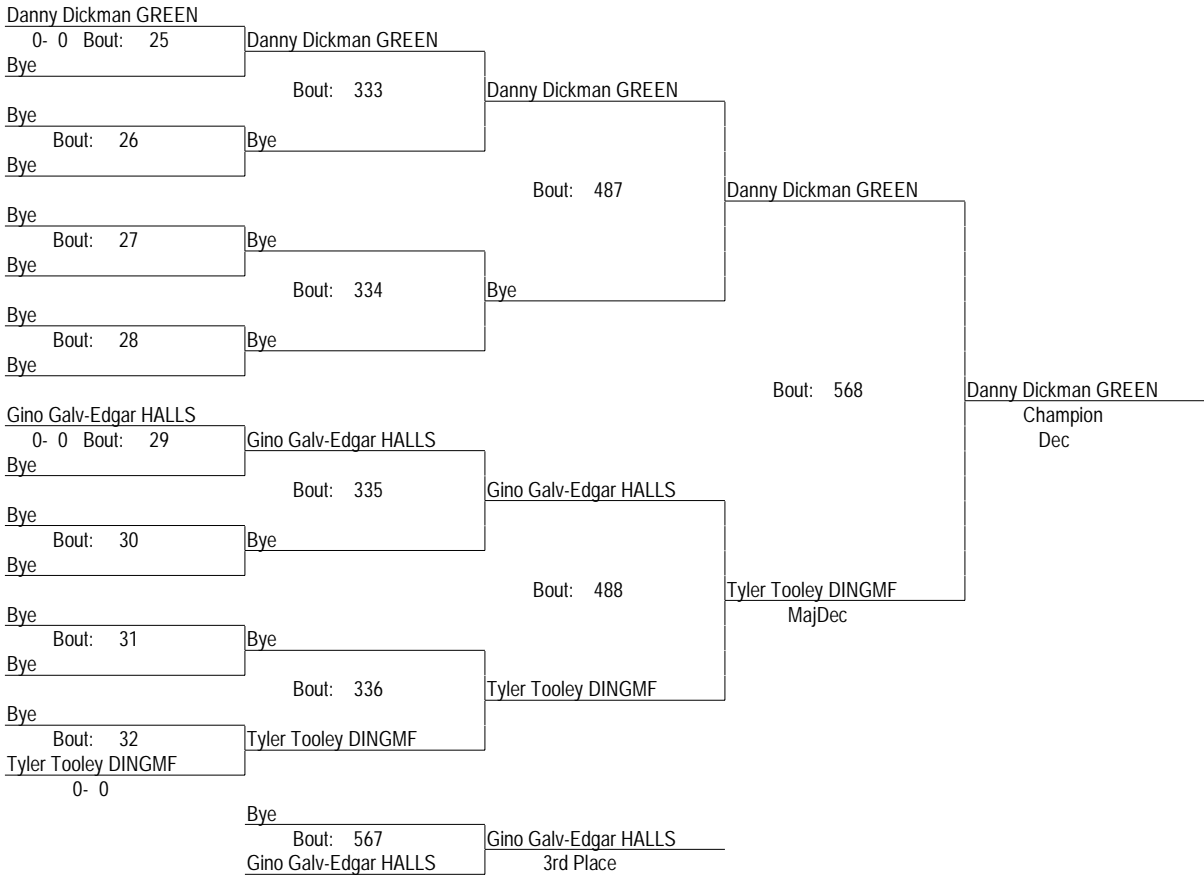 Danny Dickman GREEN
0- 0 Bout: 25 Danny Dickman GREEN
Bye
Bout: 333 Danny Dickman GREEN
Bye
Bout: 26 Bye
Bye
Bout: 487 Danny Dickman GREEN
Bye
Bout: 27 Bye
Bye
Bout: 334 Bye
Bye
Bout: 28 Bye
Bye
Bout: 568 Danny Dickman GREEN
Gino Galv-Edgar HALLS Champion
0- 0 Bout: 29 Gino Galv-Edgar HALLS Dec
Bye
Bout: 335 Gino Galv-Edgar HALLS
Bye
Bout: 30 Bye
Bye
Bout: 488 Tyler Tooley DINGMF
Bye MajDec
Bout: 31 Bye
Bye
Bout: 336 Tyler Tooley DINGMF
Bye
Bout: 32 Tyler Tooley DINGMF
Tyler Tooley DINGMF
0- 0
Bye
Bout: 567 Gino Galv-Edgar HALLS
Gino Galv-Edgar HALLS 3rd Place